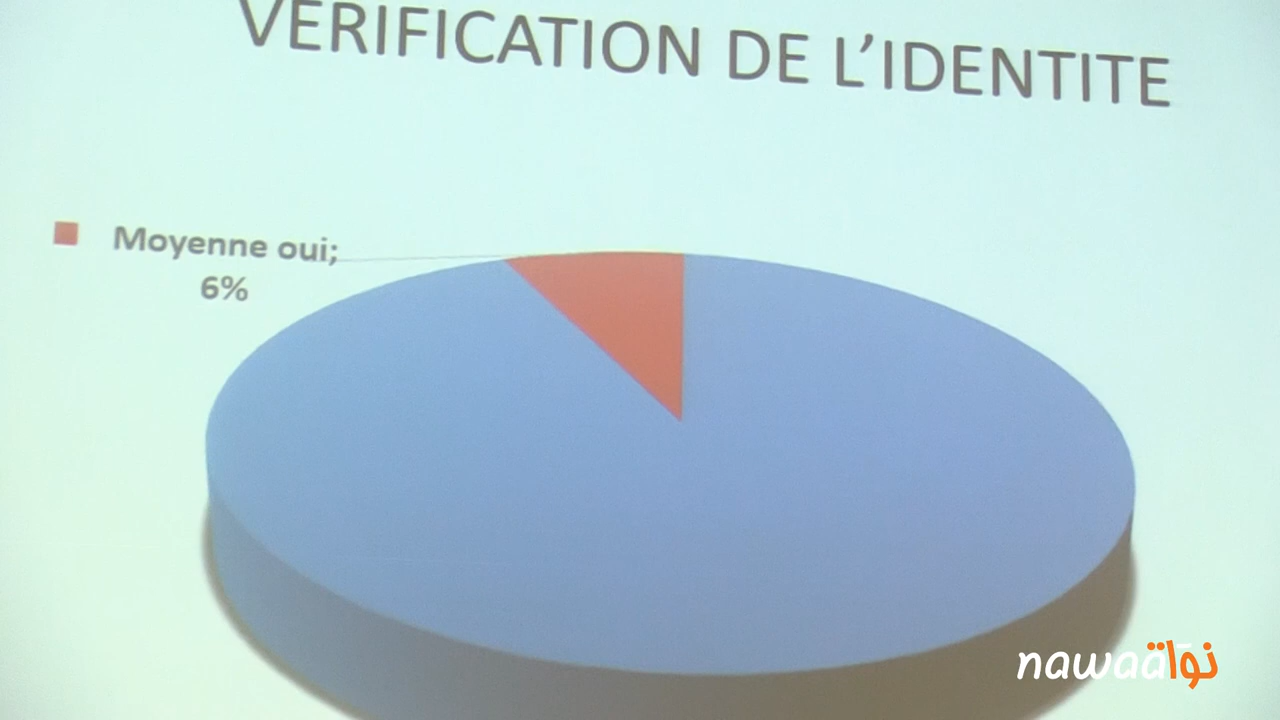 VERIFICATION DE L’IDENTITE
Moyenne oui;
6%
nawaat نواة